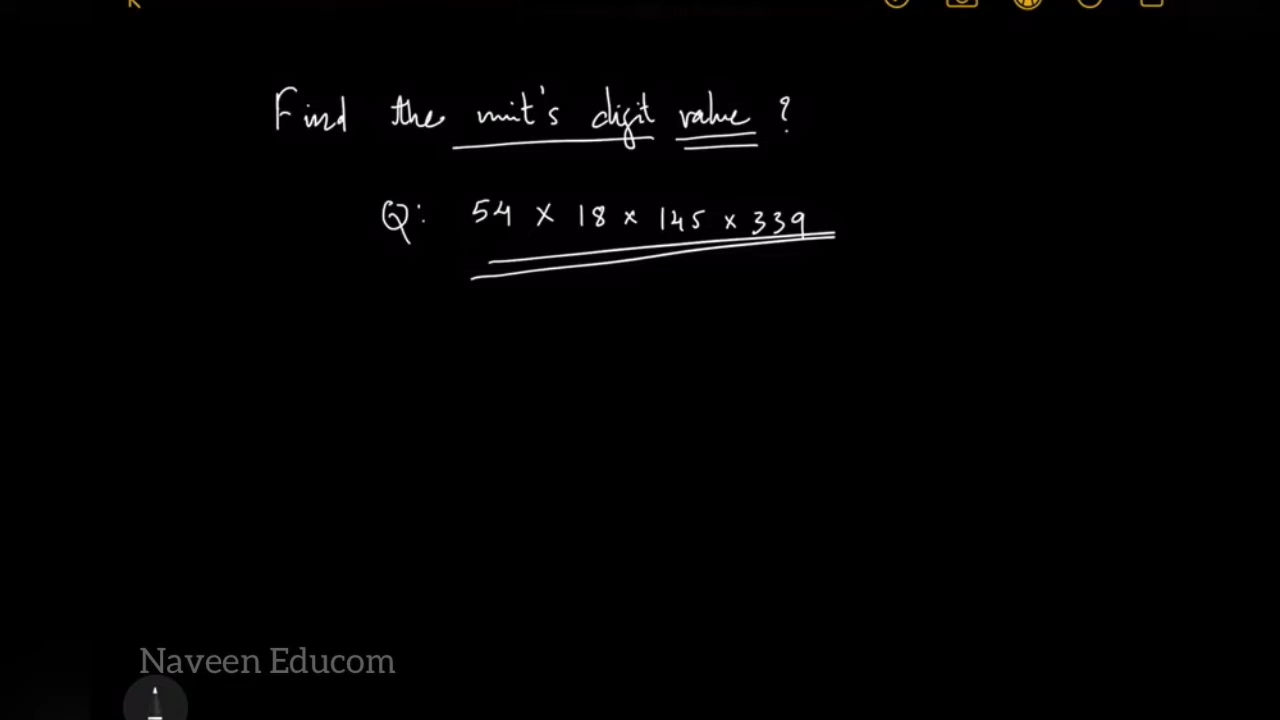 Find the unit's digit value ?
Q: 54 × 18 × 145 × 339
Naveen Educom